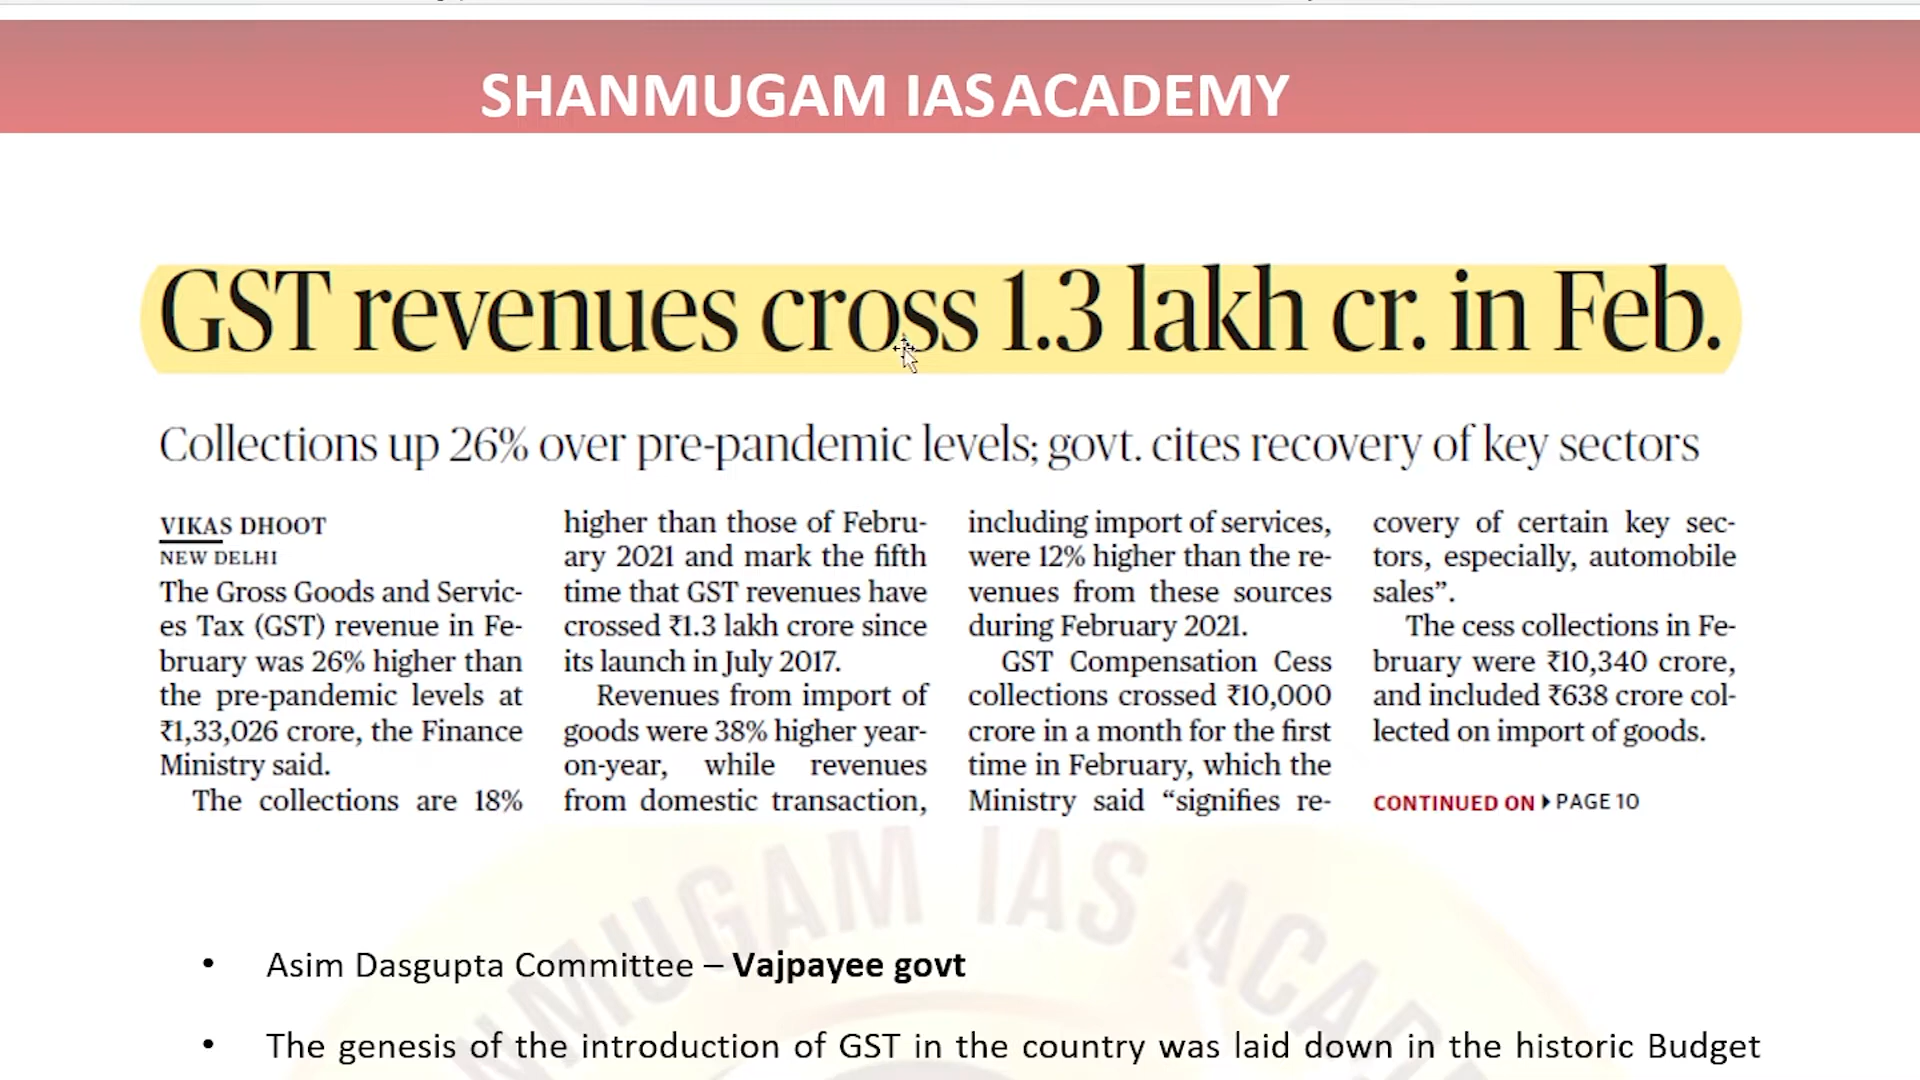 SHANMUGAM IAS ACADEMY
GST revenues cross 1.3 lakh cr. in Feb.
Collections up 26% over pre-pandemic levels; govt. cites recovery of key sectors
VIKAS DHOOT
NEW DELHI
The Gross Goods and Servic-
es Tax (GST) revenue in Fe-
bruary was 26% higher than
the pre-pandemic levels at
₹1,33,026 crore, the Finance
Ministry said.
The collections are 18%
higher than those of Febru-
ary 2021 and mark the fifth
time that GST revenues have
crossed ₹1.3 lakh crore since
its launch in July 2017.
Revenues from import of
goods were 38% higher year-
on-year, while revenues
from domestic transaction,
including import of services,
were 12% higher than the re-
venues from these sources
during February 2021.
GST Compensation Cess
collections crossed ₹10,000
crore in a month for the first
time in February, which the
Ministry said “signifies re-
covery of certain key sec-
tors, especially, automobile
sales”.
The cess collections in Fe-
bruary were ₹10,340 crore,
and included ₹638 crore col-
lected on import of goods.
CONTINUED ON PAGE 10
• Asim Dasgupta Committee – Vajpayee govt
• The genesis of the introduction of GST in the country was laid down in the historic Budget